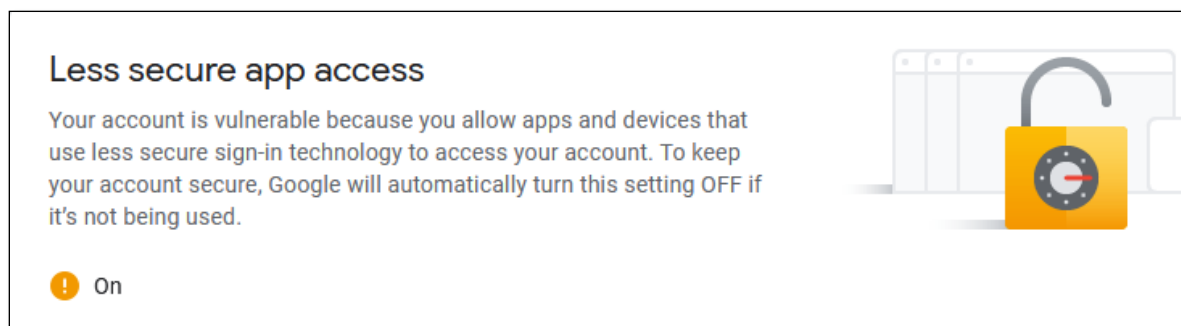 Less secure app access
Your account is vulnerable because you allow apps and devices that
use less secure sign-in technology to access your account. To keep
your account secure, Google will automatically turn this setting OFF if
it's not being used.
On